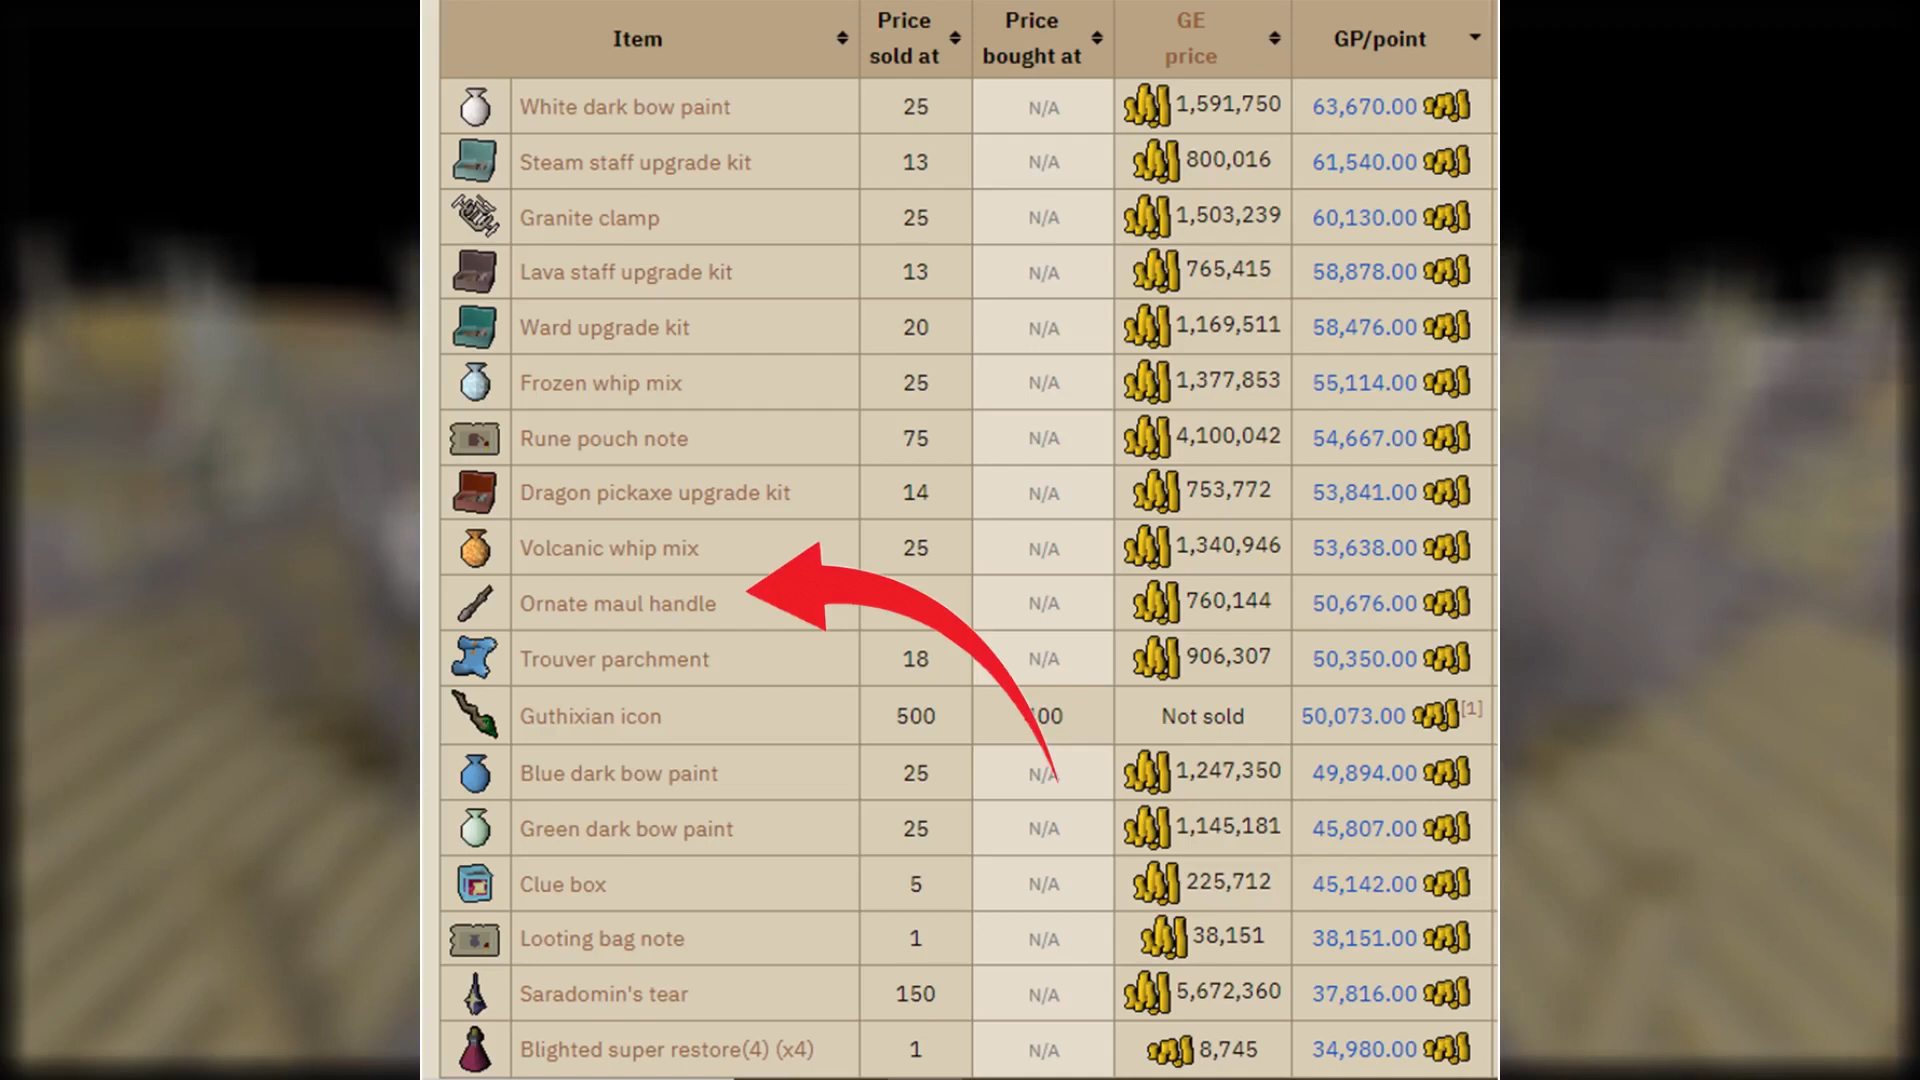 Item Price sold at Price bought at GE price GP/point
White dark bow paint 25 N/A 1,591,750 63,670.00
Steam staff upgrade kit 13 N/A 800,016 61,540.00
Granite clamp 25 N/A 1,503,239 60,130.00
Lava staff upgrade kit 13 N/A 765,415 58,878.00
Ward upgrade kit 20 N/A 1,169,511 58,476.00
Frozen whip mix 25 N/A 1,377,853 55,114.00
Rune pouch note 75 N/A 4,100,042 54,667.00
Dragon pickaxe upgrade kit 14 N/A 753,772 53,841.00
Volcanic whip mix 25 N/A 1,340,946 53,638.00
Ornate maul handle N/A 760,144 50,676.00
Trouver parchment 18 N/A 906,307 50,350.00
Guthixian icon 500 Not sold 50,073.00 [1]
Blue dark bow paint 25 N/A 1,247,350 49,894.00
Green dark bow paint 25 N/A 1,145,181 45,807.00
Clue box 5 N/A 225,712 45,142.00
Looting bag note 1 N/A 38,151 38,151.00
Saradomin's tear 150 N/A 5,672,360 37,816.00
Blighted super restore(4) (x4) 1 N/A 8,745 34,980.00